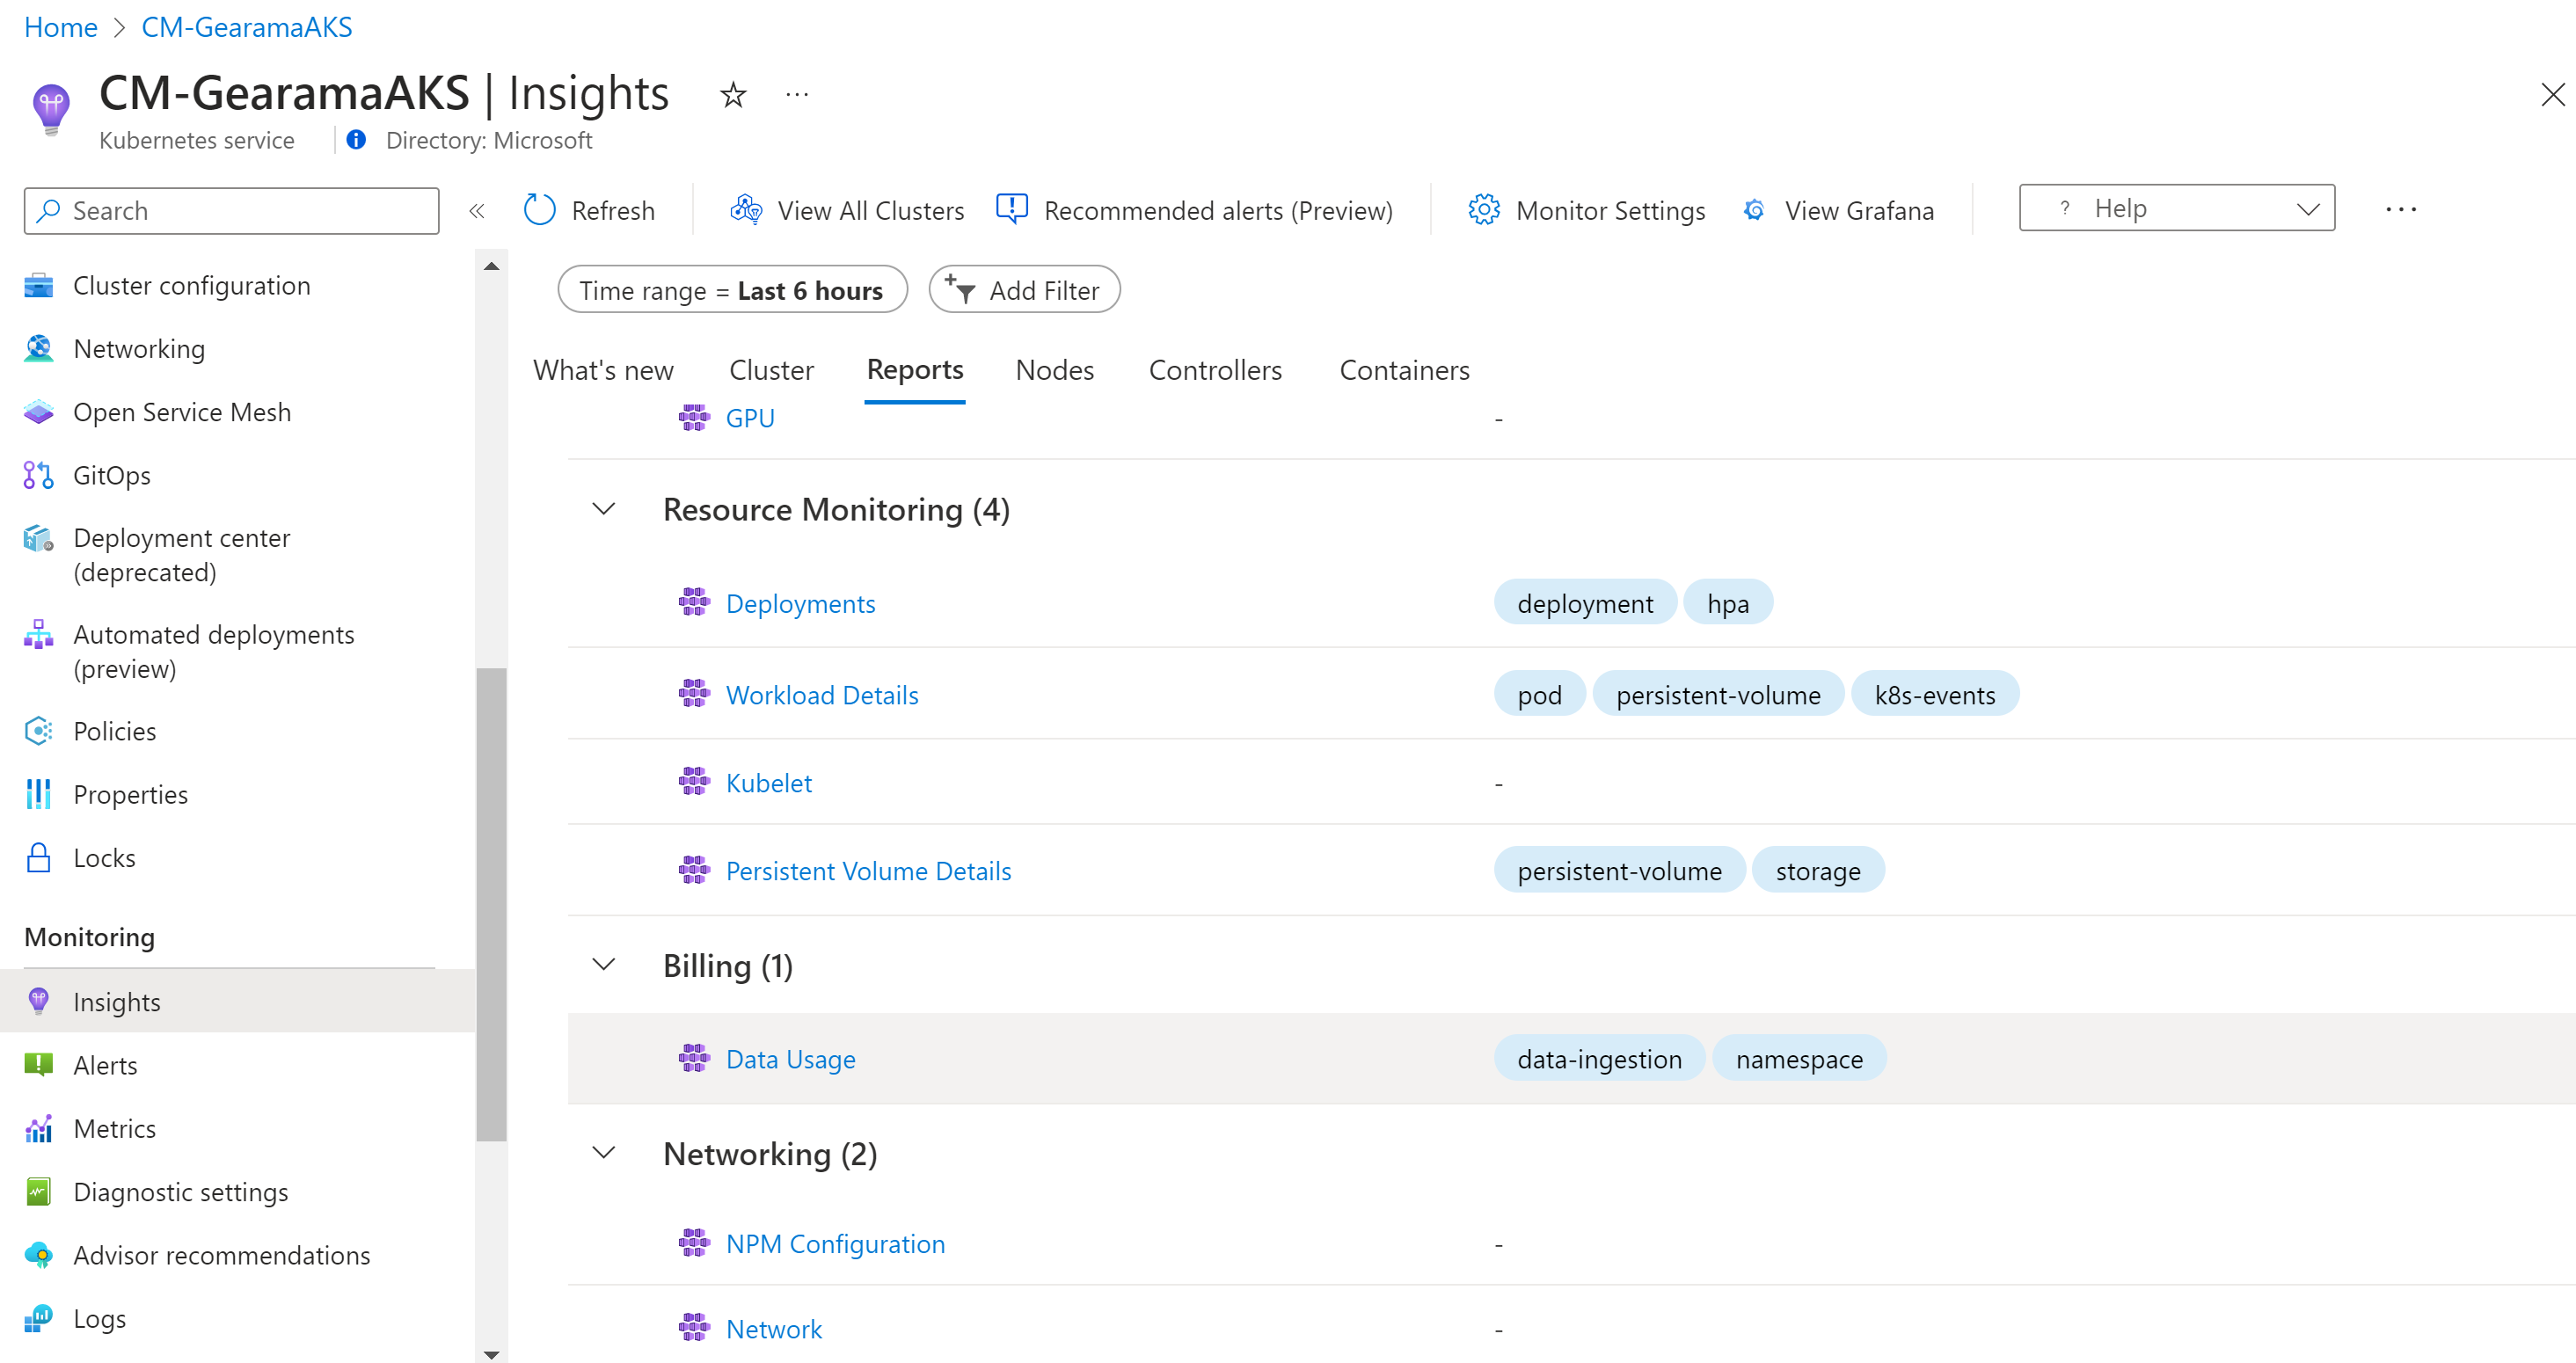 Home > CM-GearamaAKS
CM-GearamaAKS | Insights
Kubernetes service
Directory: Microsoft
Search
«
Refresh
View All Clusters
Recommended alerts (Preview)
Monitor Settings
View Grafana
? Help
Cluster configuration
Networking
Open Service Mesh
GitOps
Deployment center
(deprecated)
Automated deployments
(preview)
Policies
Properties
Locks
Monitoring
Insights
Alerts
Metrics
Diagnostic settings
Advisor recommendations
Logs
Time range = Last 6 hours
Add Filter
What's new
Cluster
Reports
Nodes
Controllers
Containers
GPU -
Resource Monitoring (4)
Deployments deployment hpa
Workload Details pod persistent-volume k8s-events
Kubelet -
Persistent Volume Details persistent-volume storage
Billing (1)
Data Usage data-ingestion namespace
Networking (2)
NPM Configuration -
Network -